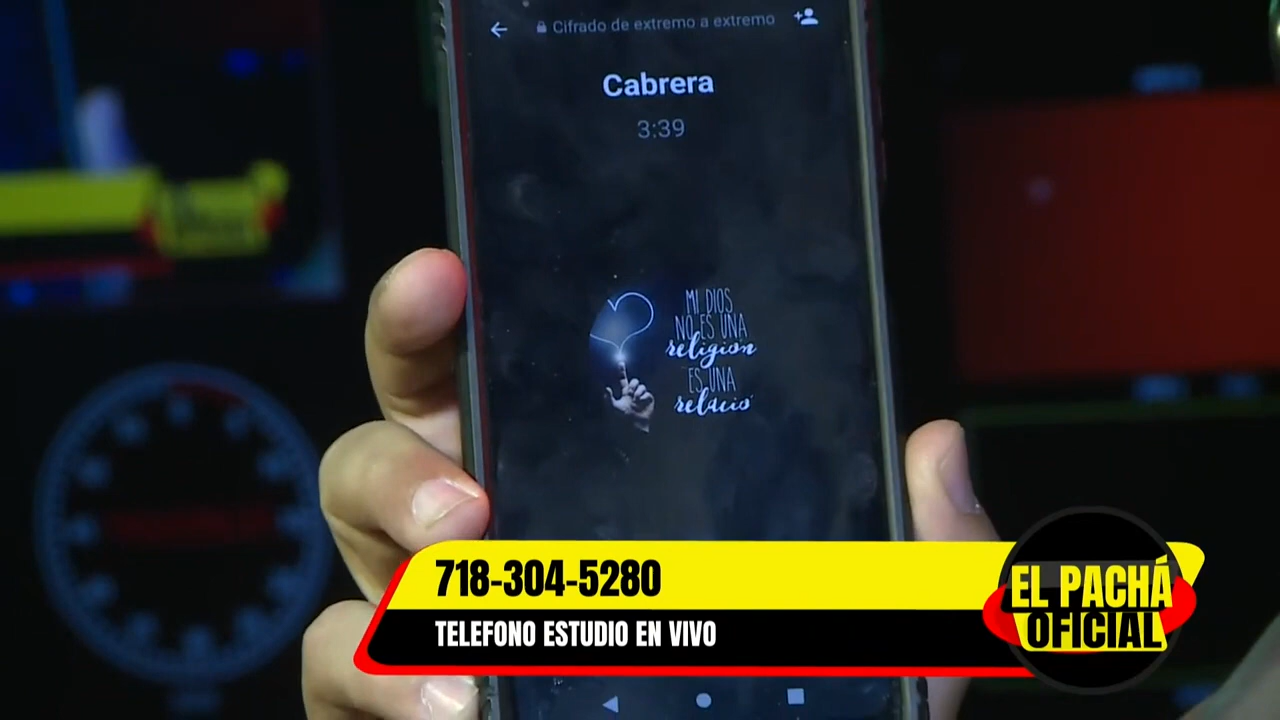 Cifrado de extremo a extremo
Cabrera
3:39
MI DIOS
NO ES UNA
religion
ES UNA
relacio
718-304-5280
TELEFONO ESTUDIO EN VIVO
EL PACHÁ
OFICIAL